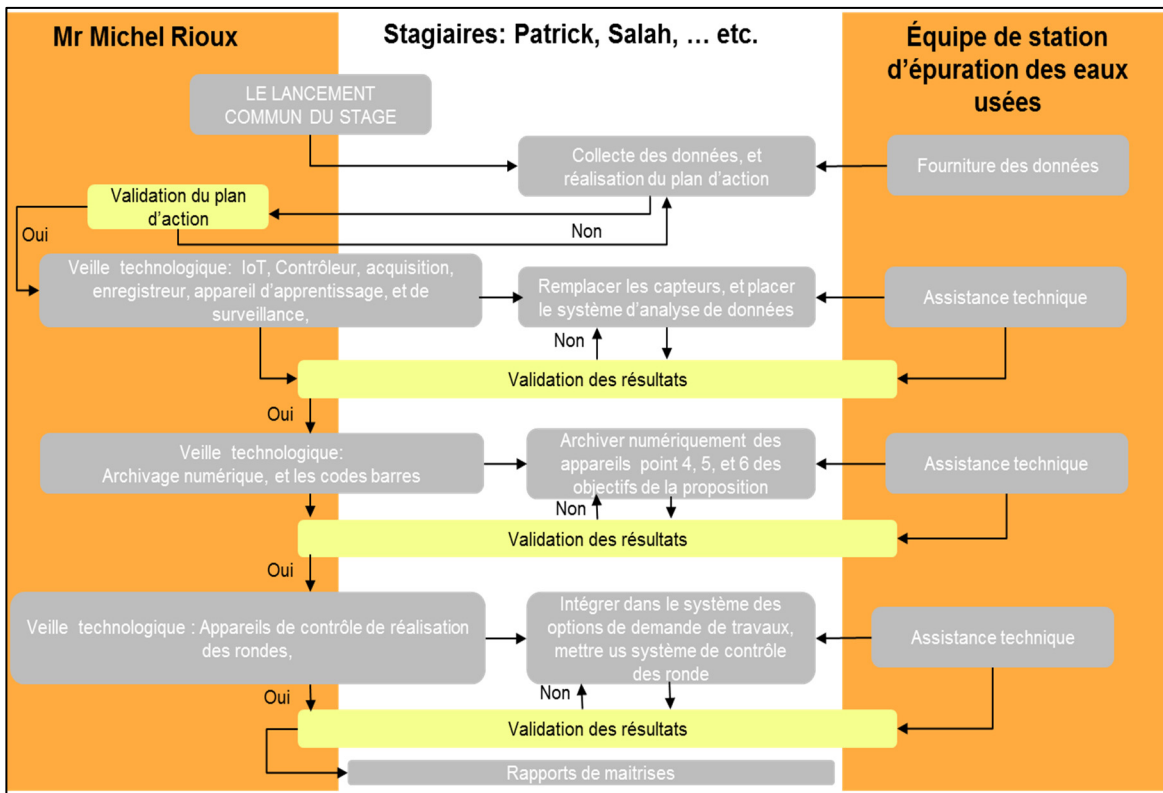 Mr Michel Rioux
Stagiaires: Patrick, Salah, ... etc.
Équipe de station
d'épuration des eaux
usées
LE LANCEMENT
COMMUN DU STAGE
Collecte des données, et
réalisation du plan d'action
Fourniture des données
Validation du plan
d'action
Oui
Non
Veille technologique: IoT, Contrôleur, acquisition,
enregistreur, appareil d'apprentissage, et de
surveillance,
Remplacer les capteurs, et placer
le système d'analyse de données
Assistance technique
Non
Validation des résultats
Oui
Veille technologique:
Archivage numérique, et les codes barres
Archiver numériquement des
appareils point 4, 5, et 6 des
objectifs de la proposition
Assistance technique
Non
Validation des résultats
Oui
Veille technologique : Appareils de contrôle de réalisation
des rondes,
Intégrer dans le système des
options de demande de travaux,
mettre us système de contrôle
des ronde
Assistance technique
Oui
Non
Validation des résultats
Rapports de maitrises